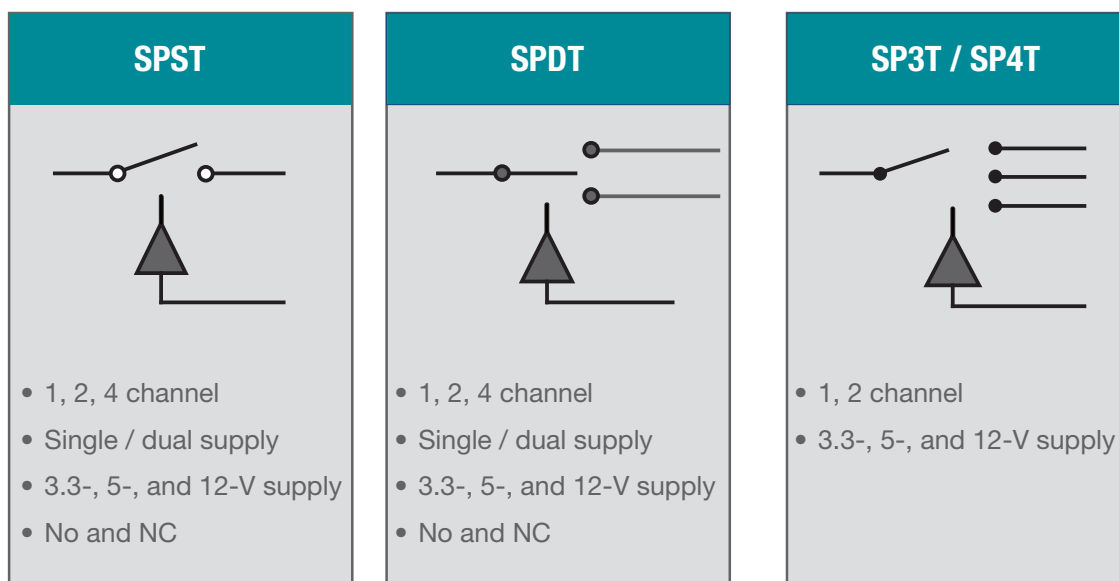 SPST
• 1, 2, 4 channel
• Single / dual supply
• 3.3-, 5-, and 12-V supply
• No and NC
SPDT
• 1, 2, 4 channel
• Single / dual supply
• 3.3-, 5-, and 12-V supply
• No and NC
SP3T / SP4T
• 1, 2 channel
• 3.3-, 5-, and 12-V supply